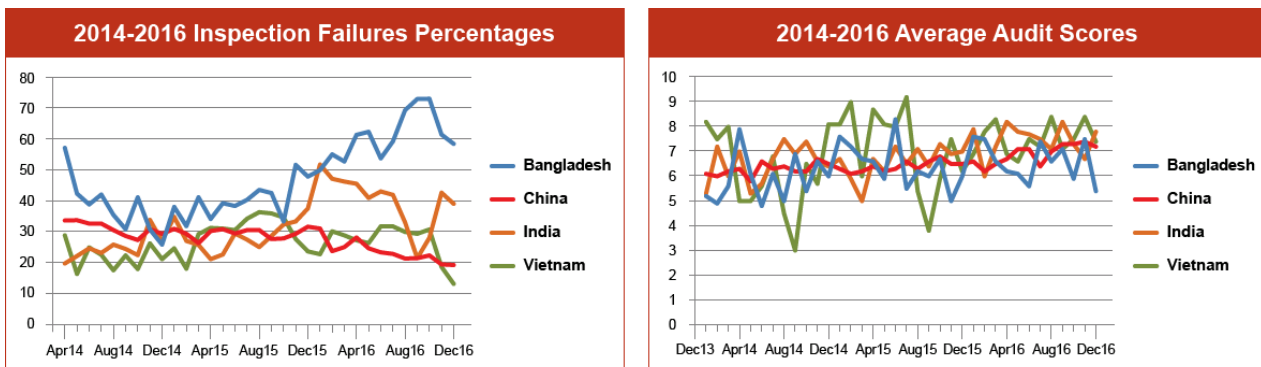 2014-2016 Inspection Failures Percentages
80
70
60
50
40
30
20
10
0
Apr14 Aug14 Dec14 Apr15 Aug15 Dec15 Apr16 Aug16 Dec16
Bangladesh
China
India
Vietnam
2014-2016 Average Audit Scores
10
9
8
7
6
5
4
3
2
1
0
Dec13 Apr14 Aug14 Dec14 Apr15 Aug15 Dec15 Apr16 Aug16 Dec16
Bangladesh
China
India
Vietnam